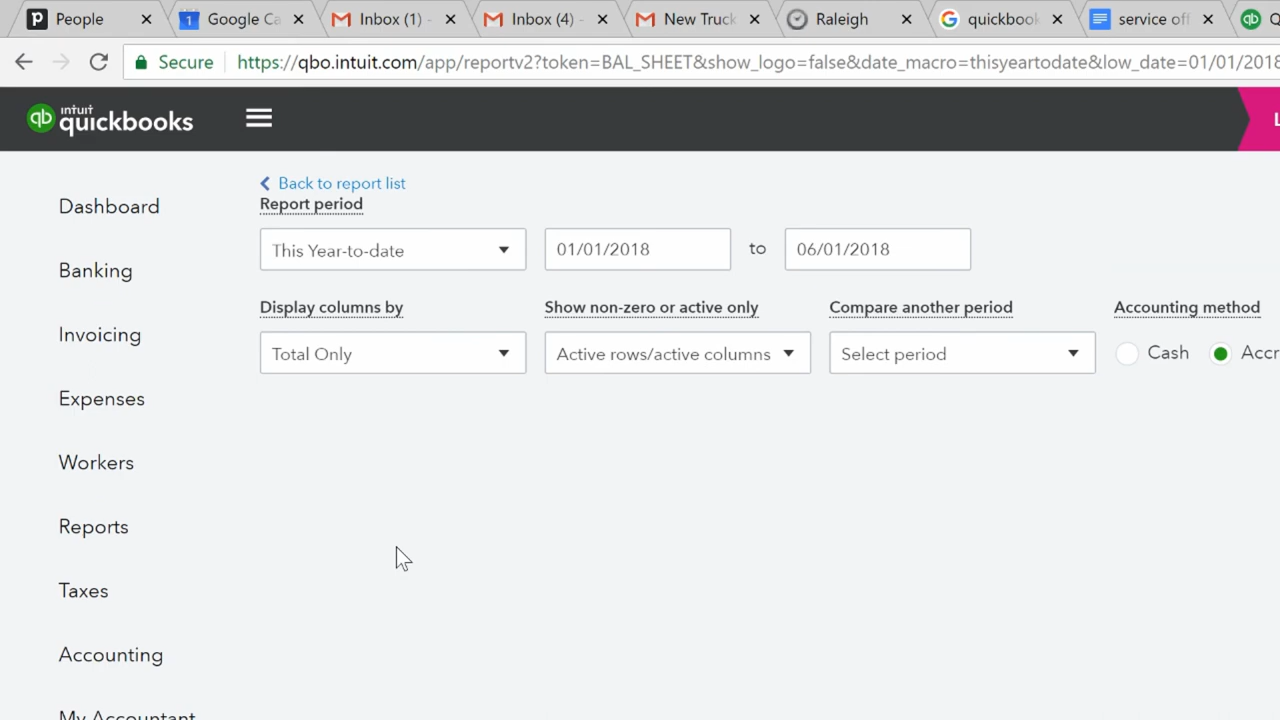 People
Google Ca
Inbox (1) -
Inbox (4) -
New Truck
Raleigh
quickbook
service off
Secure
https://qbo.intuit.com/app/reportv2?token=BAL_SHEET&show_logo=false&date_macro=thisyeartodate&low_date=01/01/2018
intuit
quickbooks
Dashboard
Banking
Invoicing
Expenses
Workers
Reports
Taxes
Accounting
My Accountant
Back to report list
Report period
This Year-to-date
01/01/2018
to
06/01/2018
Display columns by
Show non-zero or active only
Compare another period
Accounting method
Total Only
Active rows/active columns
Select period
Cash
Accr